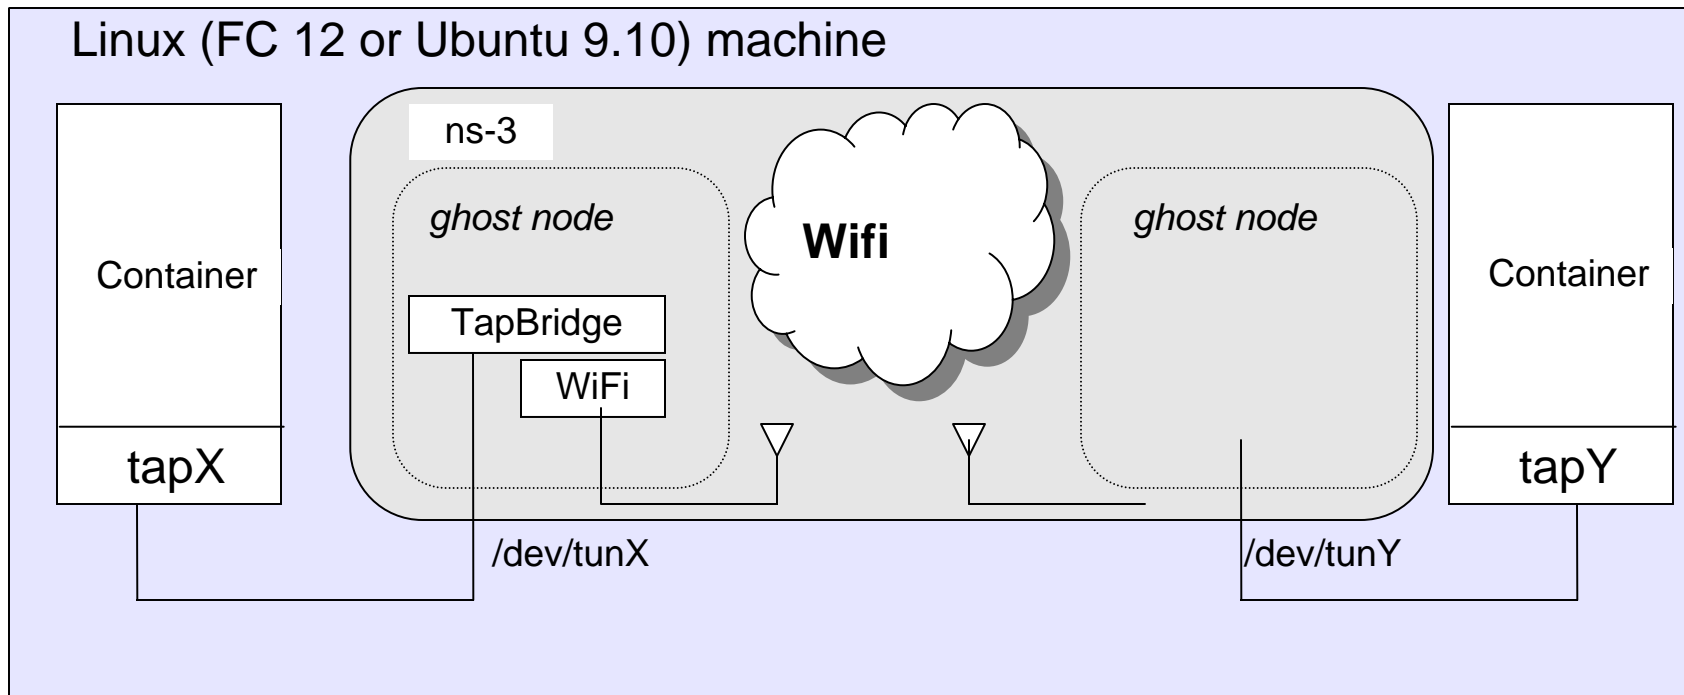 Linux (FC 12 or Ubuntu 9.10) machine
ns-3
ghost node
Wifi
ghost node
Container
Container
TapBridge
WiFi
tapX
tapY
/dev/tunX
/dev/tunY